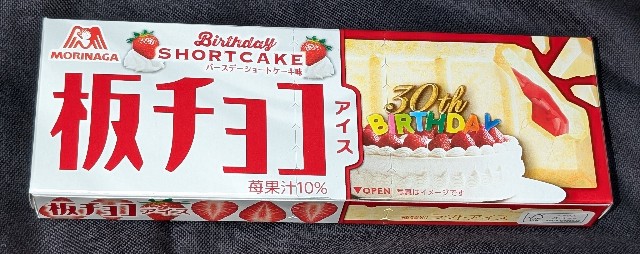 MORINAGA
Birthday
SHORTCAKE
バースデーショートケーキ味
板チョコ
アイス
苺果汁10%
30th
BIRTHDAY
▼OPEN 写真はイメージです
板チョコ
アイス